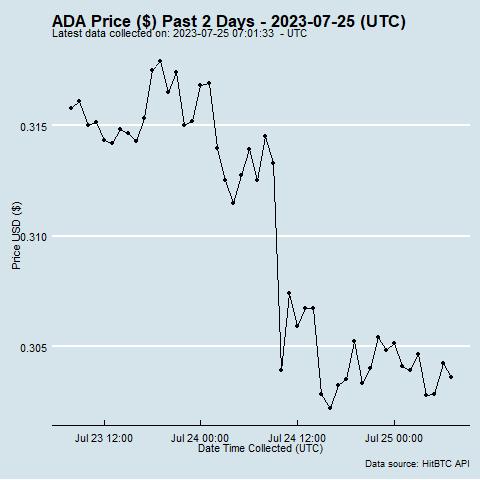 ADA Price ($) Past 2 Days - 2023-07-25 (UTC)
Latest data collected on: 2023-07-25 07:01:33 - UTC
0.315
0.310
0.305
Price USD ($)
Jul 23 12:00 Jul 24 00:00 Jul 24 12:00 Jul 25 00:00
Date Time Collected (UTC)
Data source: HitBTC API